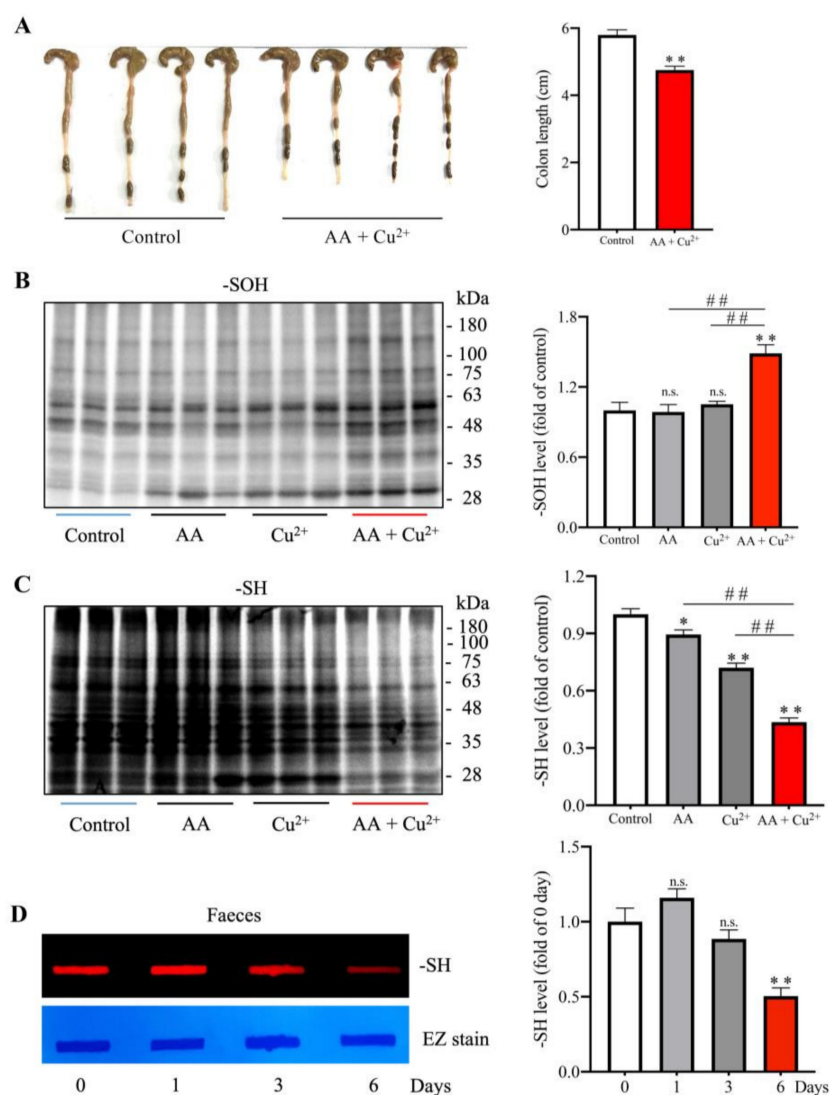 A
Control
AA + Cu²⁺
Colon length (cm)
6
4
2
0
**
Control
AA + Cu²⁺
B
-SOH
kDa
- 180
- 100
- 75
- 63
- 48
- 35
- 28
Control
AA
Cu²⁺
AA + Cu²⁺
-SOH level (fold of control)
1.8
1.2
0.6
0.0
##
##
n.s.
n.s.
**
Control
AA
Cu²⁺
AA + Cu²⁺
C
-SH
kDa
- 180
- 100
- 75
- 63
- 48
- 35
- 28
A
Control
AA
Cu²⁺
AA + Cu²⁺
-SH level (fold of control)
1.2
0.9
0.6
0.3
0.0
##
##
*
**
**
Control
AA
Cu²⁺
AA + Cu²⁺
D
Faeces
-SH
EZ stain
0
1
3
6
Days
-SH level (fold of 0 day)
1.5
1.0
0.5
0.0
n.s.
n.s.
**
0
1
3
6
Days